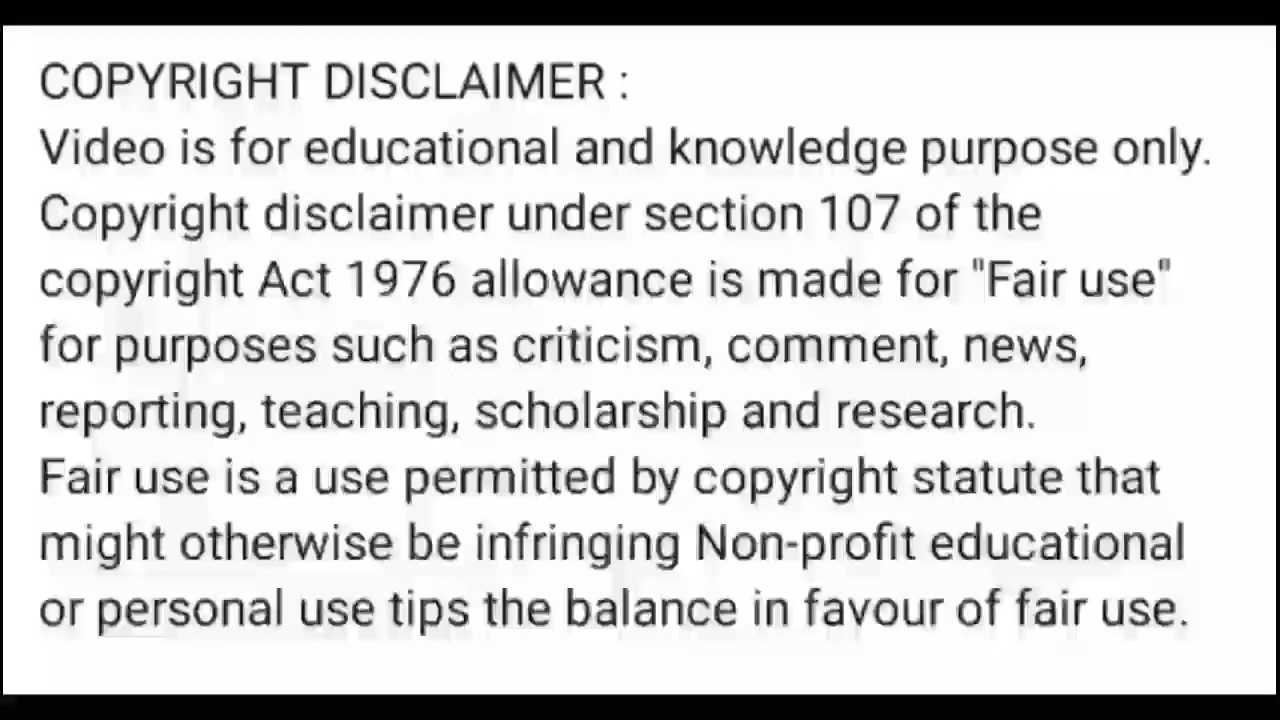 COPYRIGHT DISCLAIMER :
Video is for educational and knowledge purpose only.
Copyright disclaimer under section 107 of the
copyright Act 1976 allowance is made for "Fair use"
for purposes such as criticism, comment, news,
reporting, teaching, scholarship and research.
Fair use is a use permitted by copyright statute that
might otherwise be infringing Non-profit educational
or personal use tips the balance in favour of fair use.